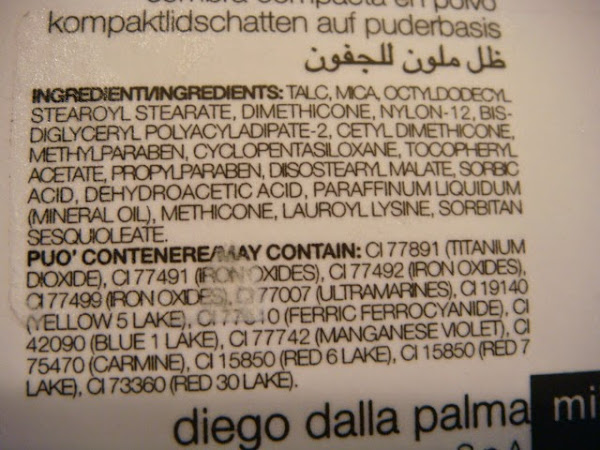 kompaktlidschatten auf puderbasis
ظل ملون للجفون
INGREDIENTI/INGREDIENTS: TALC, MICA, OCTYLDODECYL
STEAROYL STEARATE, DIMETHICONE, NYLON-12, BIS-
DIGLYCERYL POLYACYLADIPATE-2, CETYL DIMETHICONE,
METHYLPARABEN, CYCLOPENTASILOXANE, TOCOPHERYL
ACETATE, PROPYLPARABEN, DIISOSTEARYL MALATE, SORBIC
ACID, DEHYDROACETIC ACID, PARAFFINUM LIQUIDUM
(MINERAL OIL), METHICONE, LAUROYL LYSINE, SORBITAN
SESQUIOLEATE.
PUO' CONTENERE/MAY CONTAIN: CI 77891 (TITANIUM
DIOXIDE), CI 77491 (IRON OXIDES), CI 77492 (IRON OXIDES),
CI 77499 (IRON OXIDES), CI 77007 (ULTRAMARINES), CI 19140
(YELLOW 5 LAKE), CI (FERRIC FERROCYANIDE), CI
42090 (BLUE 1 LAKE), CI 77742 (MANGANESE VIOLET), CI
75470 (CARMINE), CI 15850 (RED 6 LAKE), CI 15850 (RED 7
LAKE), CI 73360 (RED 30 LAKE).
diego dalla palma mi